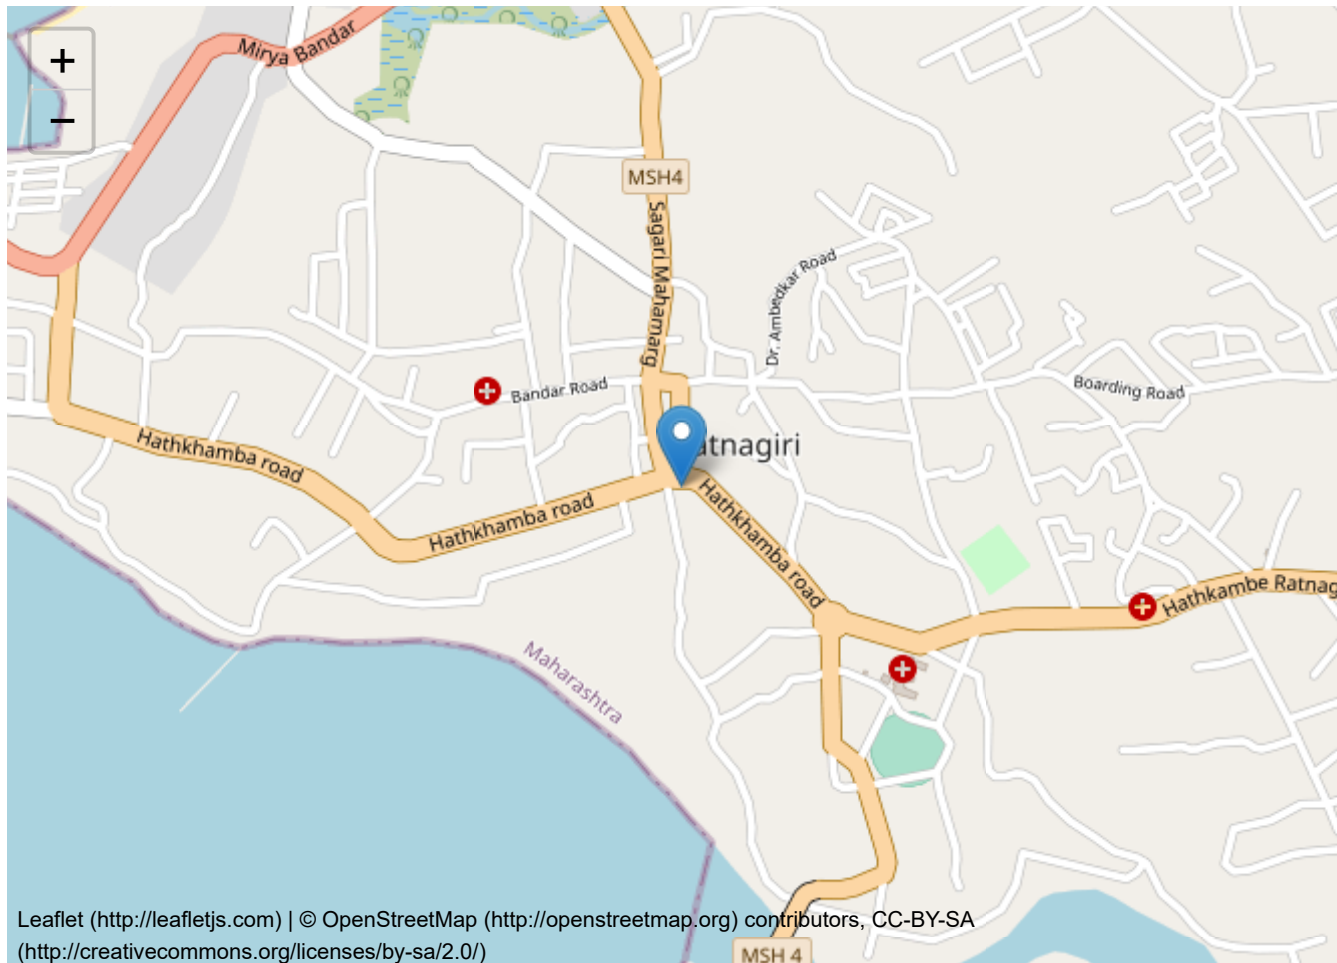 Mirya Bandar
+
−
MSH4
Sagari Mahamarg
Dr. Ambedkar Road
Bandar Road
Boarding Road
atnagiri
Hathkhamba road
Hathkhamba road
Hathkhamba road
Hathkambe Ratnag
Maharashtra
Leaflet (http://leafletjs.com) | © OpenStreetMap (http://openstreetmap.org) contributors, CC-BY-SA
(http://creativecommons.org/licenses/by-sa/2.0/)
MSH 4